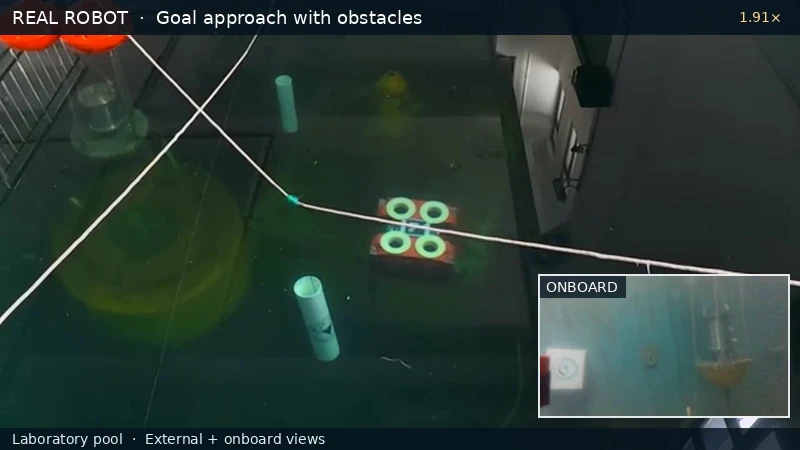 REAL ROBOT · Goal approach with obstacles
1.91×
ONBOARD
Laboratory pool · External + onboard views